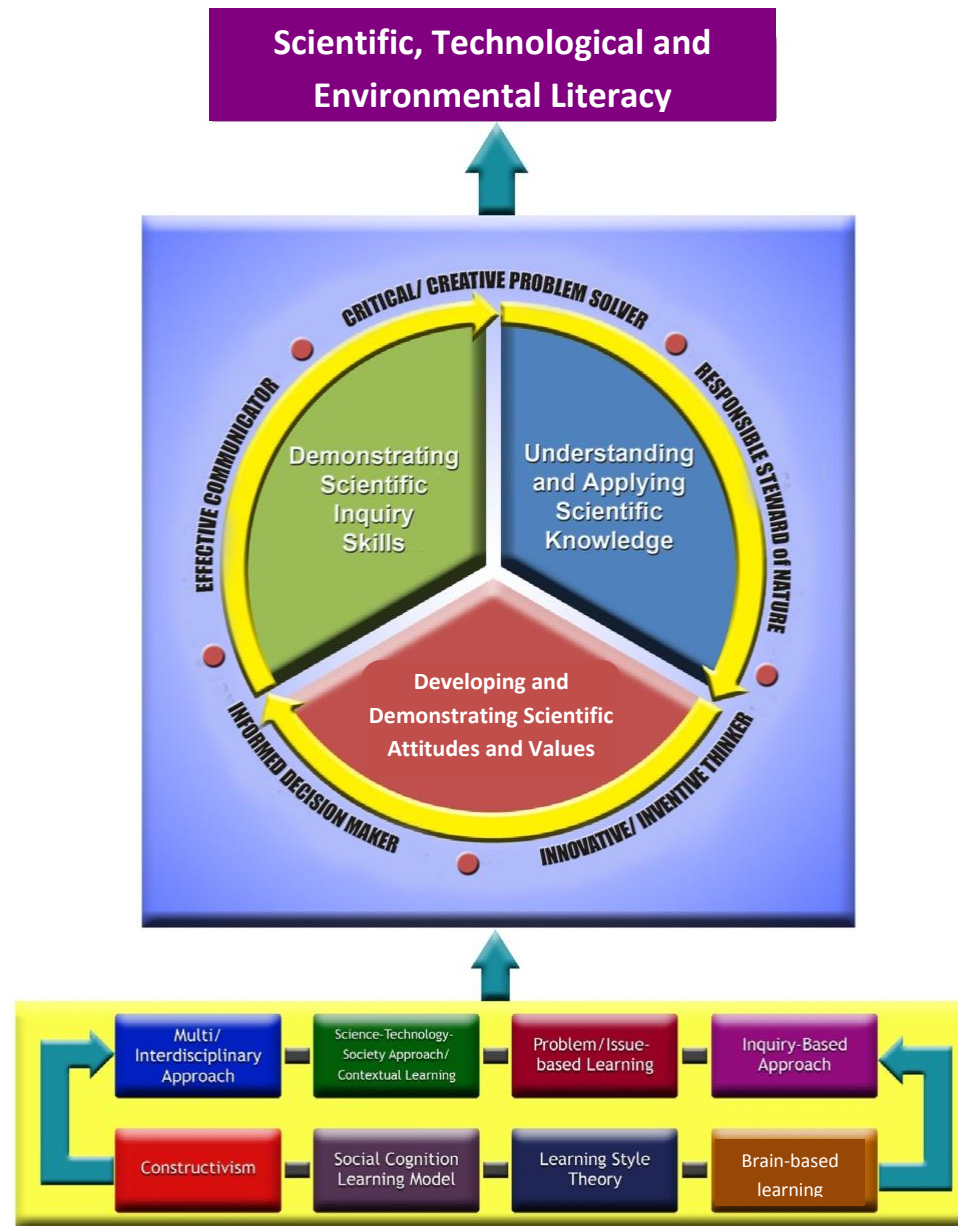 Scientific, Technological and
Environmental Literacy
CRITICAL/ CREATIVE PROBLEM SOLVER
RESPONSIBLE STEWARD of NATURE
INNOVATIVE/ INVENTIVE THINKER
INFORMED DECISION MAKER
EFFECTIVE COMMUNICATOR
Demonstrating
Scientific
Inquiry
Skills
Understanding
and Applying
Scientific
Knowledge
Developing and
Demonstrating Scientific
Attitudes and Values
Multi/
Interdisciplinary
Approach
Science-Technology-
Society Approach/
Contextual Learning
Problem/Issue-
based Learning
Inquiry-Based
Approach
Constructivism
Social Cognition
Learning Model
Learning Style
Theory
Brain-based
learning